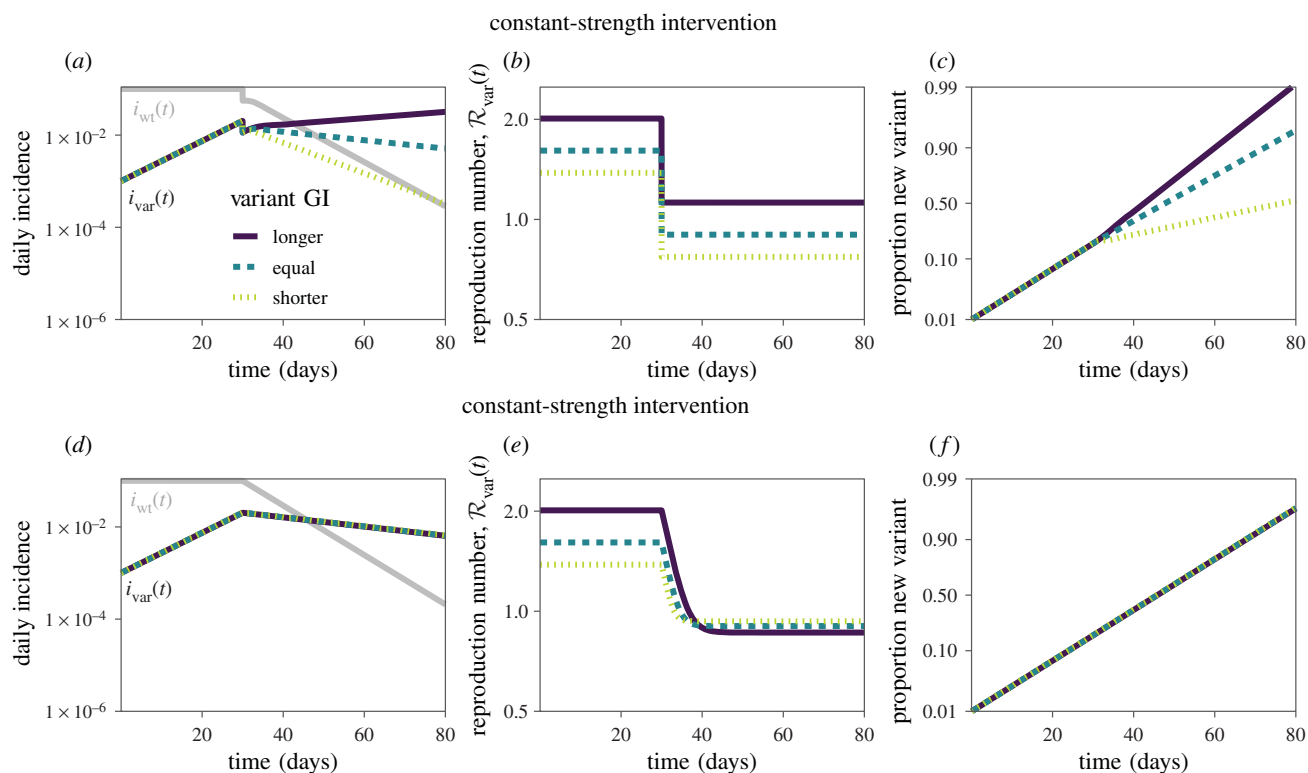 constant-strength intervention
(a)
(b)
(c)
daily incidence
1 × 10⁻²
1 × 10⁻⁴
1 × 10⁻⁶
i_wt(t)
i_var(t)
variant GI
longer
equal
shorter
20 40 60 80
time (days)
reproduction number, ℛ_var(t)
2.0
1.0
0.5
20 40 60 80
time (days)
proportion new variant
0.99
0.90
0.50
0.10
0.01
20 40 60 80
time (days)
constant-strength intervention
(d)
(e)
(f)
daily incidence
1 × 10⁻²
1 × 10⁻⁴
1 × 10⁻⁶
i_wt(t)
i_var(t)
20 40 60 80
time (days)
reproduction number, ℛ_var(t)
2.0
1.0
0.5
20 40 60 80
time (days)
proportion new variant
0.99
0.90
0.50
0.10
0.01
20 40 60 80
time (days)